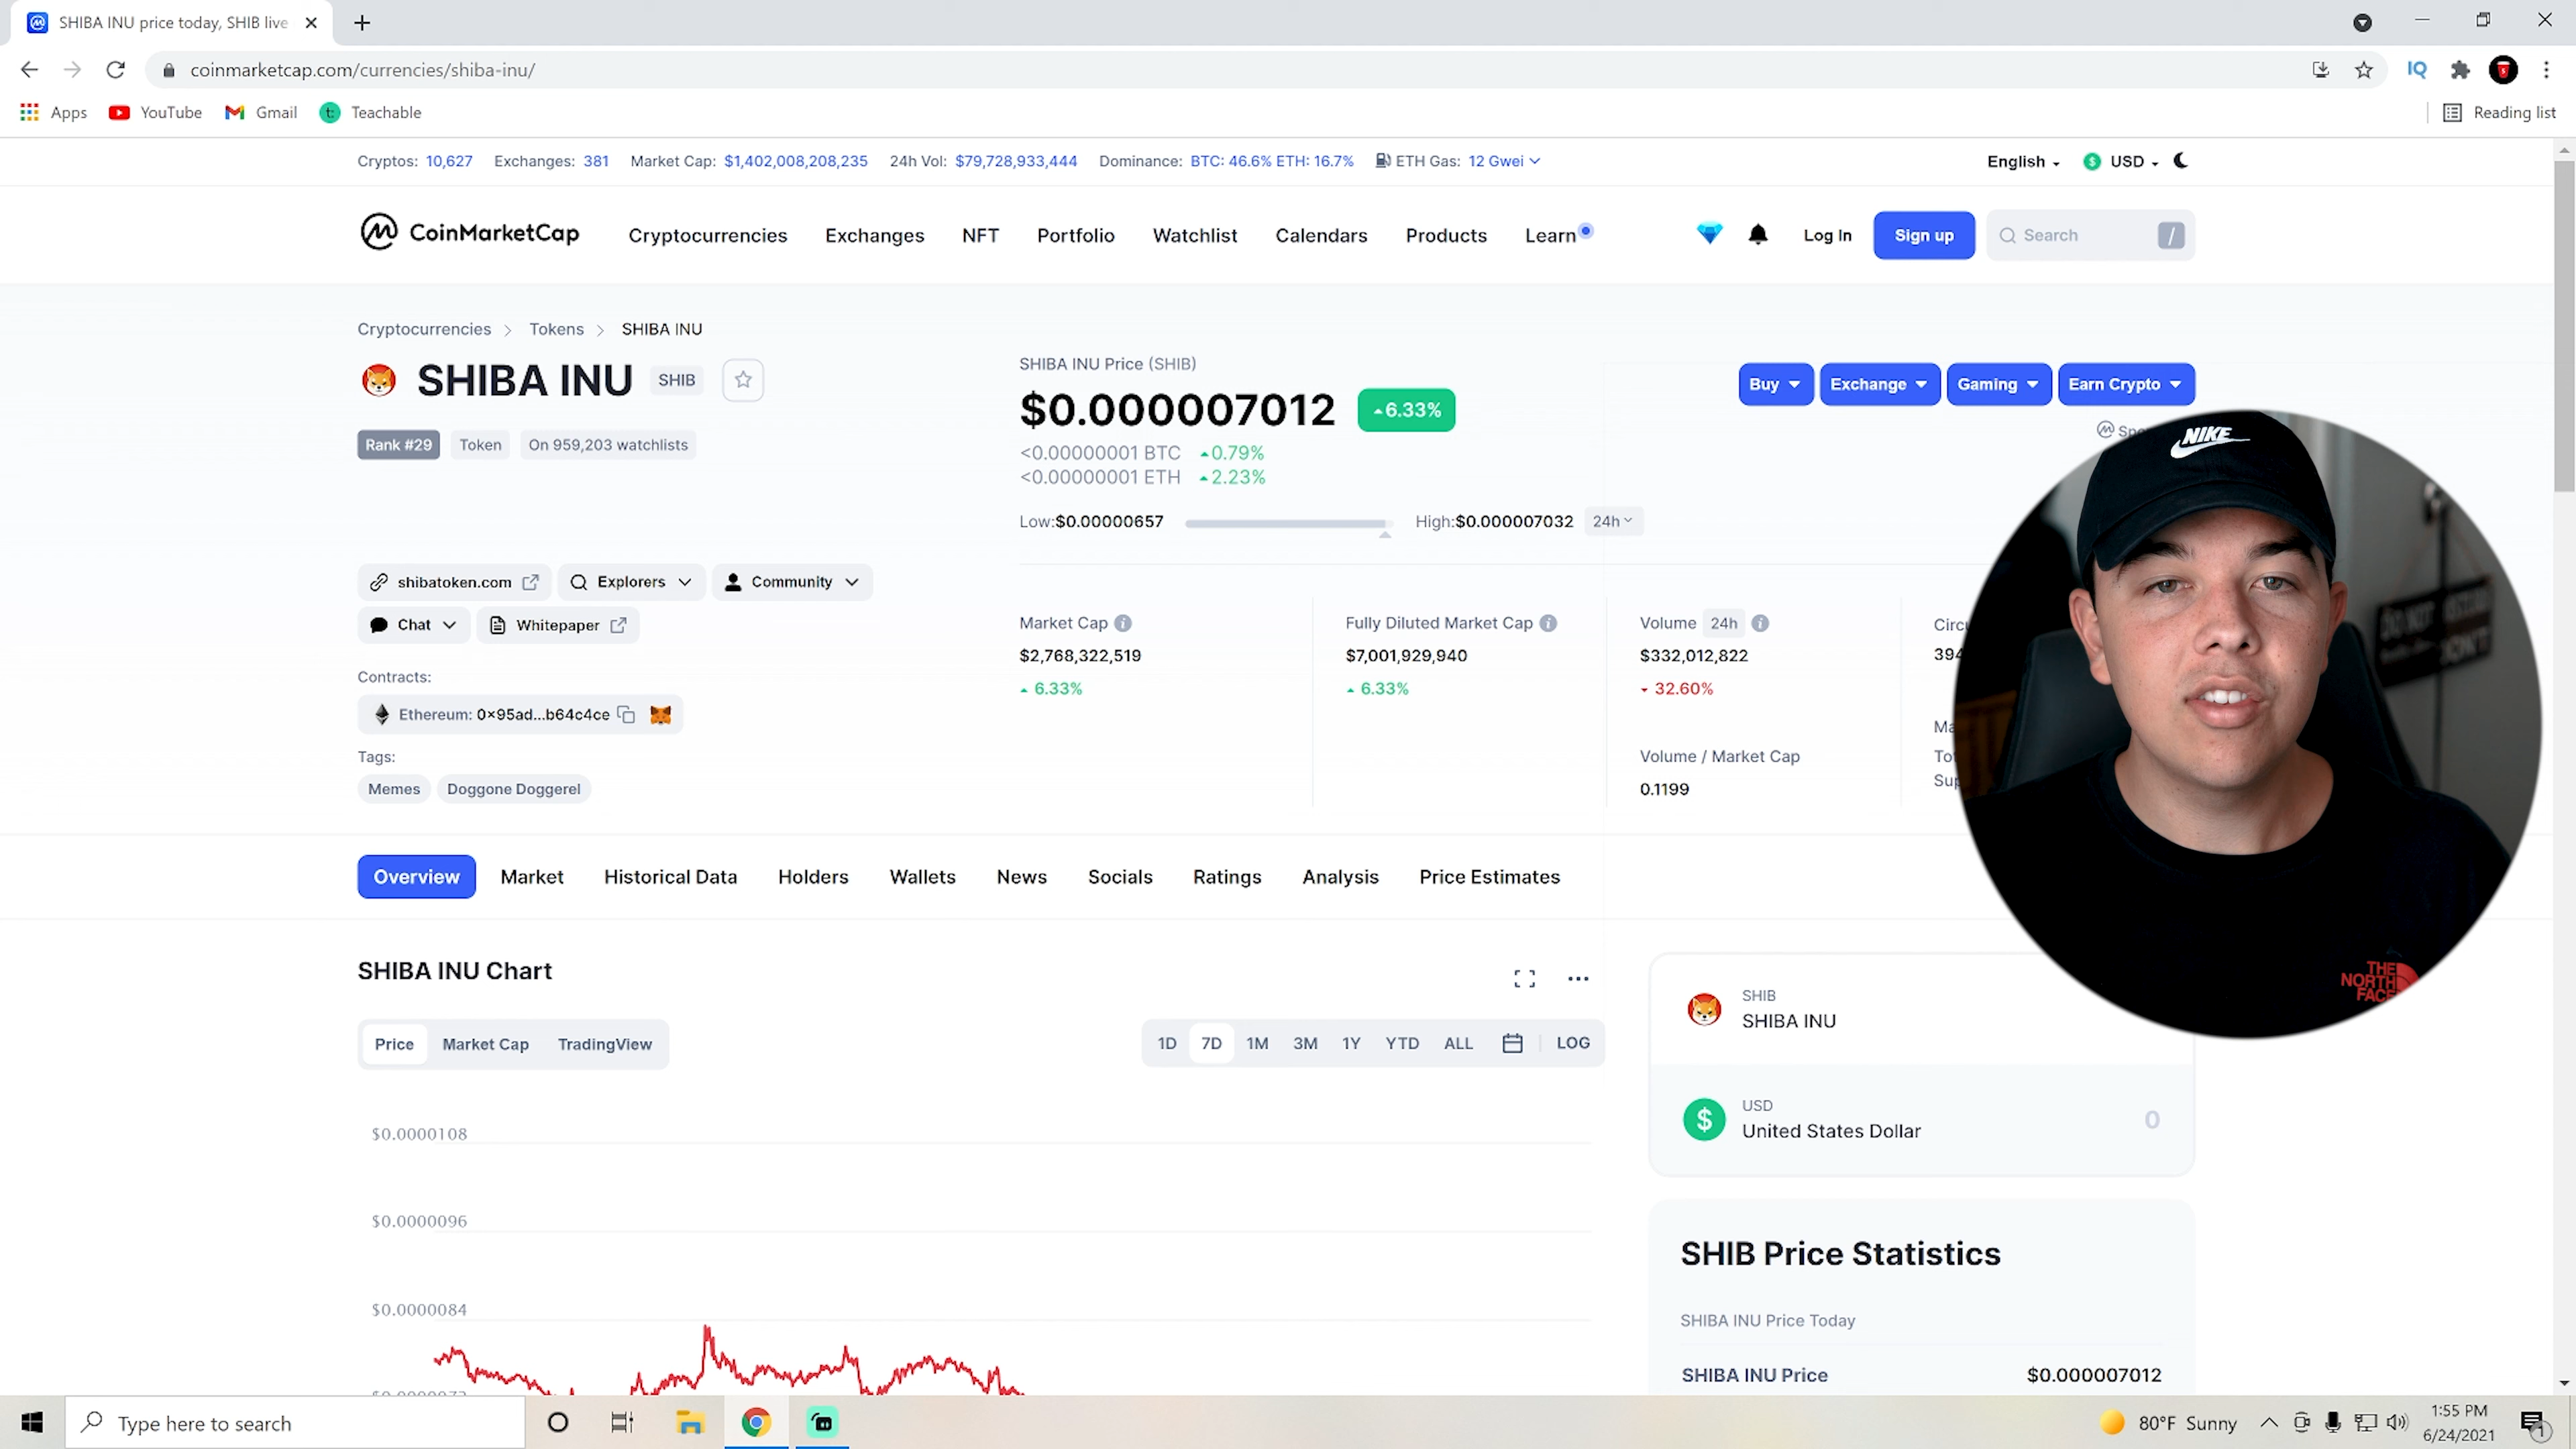 SHIBA INU price today, SHIB live
coinmarketcap.com/currencies/shiba-inu/
IQ
Apps YouTube Gmail Teachable Reading list
Cryptos: 10,627 Exchanges: 381 Market Cap: $1,402,008,208,235 24h Vol: $79,728,933,444 Dominance: BTC: 46.6% ETH: 16.7% ETH Gas: 12 Gwei English USD
CoinMarketCap Cryptocurrencies Exchanges NFT Portfolio Watchlist Calendars Products Learn Log In Sign up Search /
Cryptocurrencies > Tokens > SHIBA INU
SHIBA INU SHIB
Rank #29 Token On 959,203 watchlists
SHIBA INU Price (SHIB)
$0.000007012 6.33%
<0.00000001 BTC 0.79%
<0.00000001 ETH 2.23%
Low:$0.00000657 High:$0.000007032 24h
Buy Exchange Gaming Earn Crypto
NIKE
shibatoken.com Explorers Community
Chat Whitepaper
Contracts:
Ethereum: 0x95ad...b64c4ce
Tags:
Memes Doggone Doggerel
Market Cap
$2,768,322,519
6.33%
Fully Diluted Market Cap
$7,001,929,940
6.33%
Volume 24h
$332,012,822
32.60%
Volume / Market Cap
0.1199
Circu
394
Ma
Tot
Sup
Overview Market Historical Data Holders Wallets News Socials Ratings Analysis Price Estimates
THE
NORTH
FACE
SHIBA INU Chart
Price Market Cap TradingView
1D 7D 1M 3M 1Y YTD ALL LOG
$0.0000108
$0.0000096
$0.0000084
SHIB
SHIBA INU
USD
United States Dollar 0
SHIB Price Statistics
SHIBA INU Price Today
SHIBA INU Price $0.000007012
Type here to search
80°F Sunny
1:55 PM
6/24/2021
1